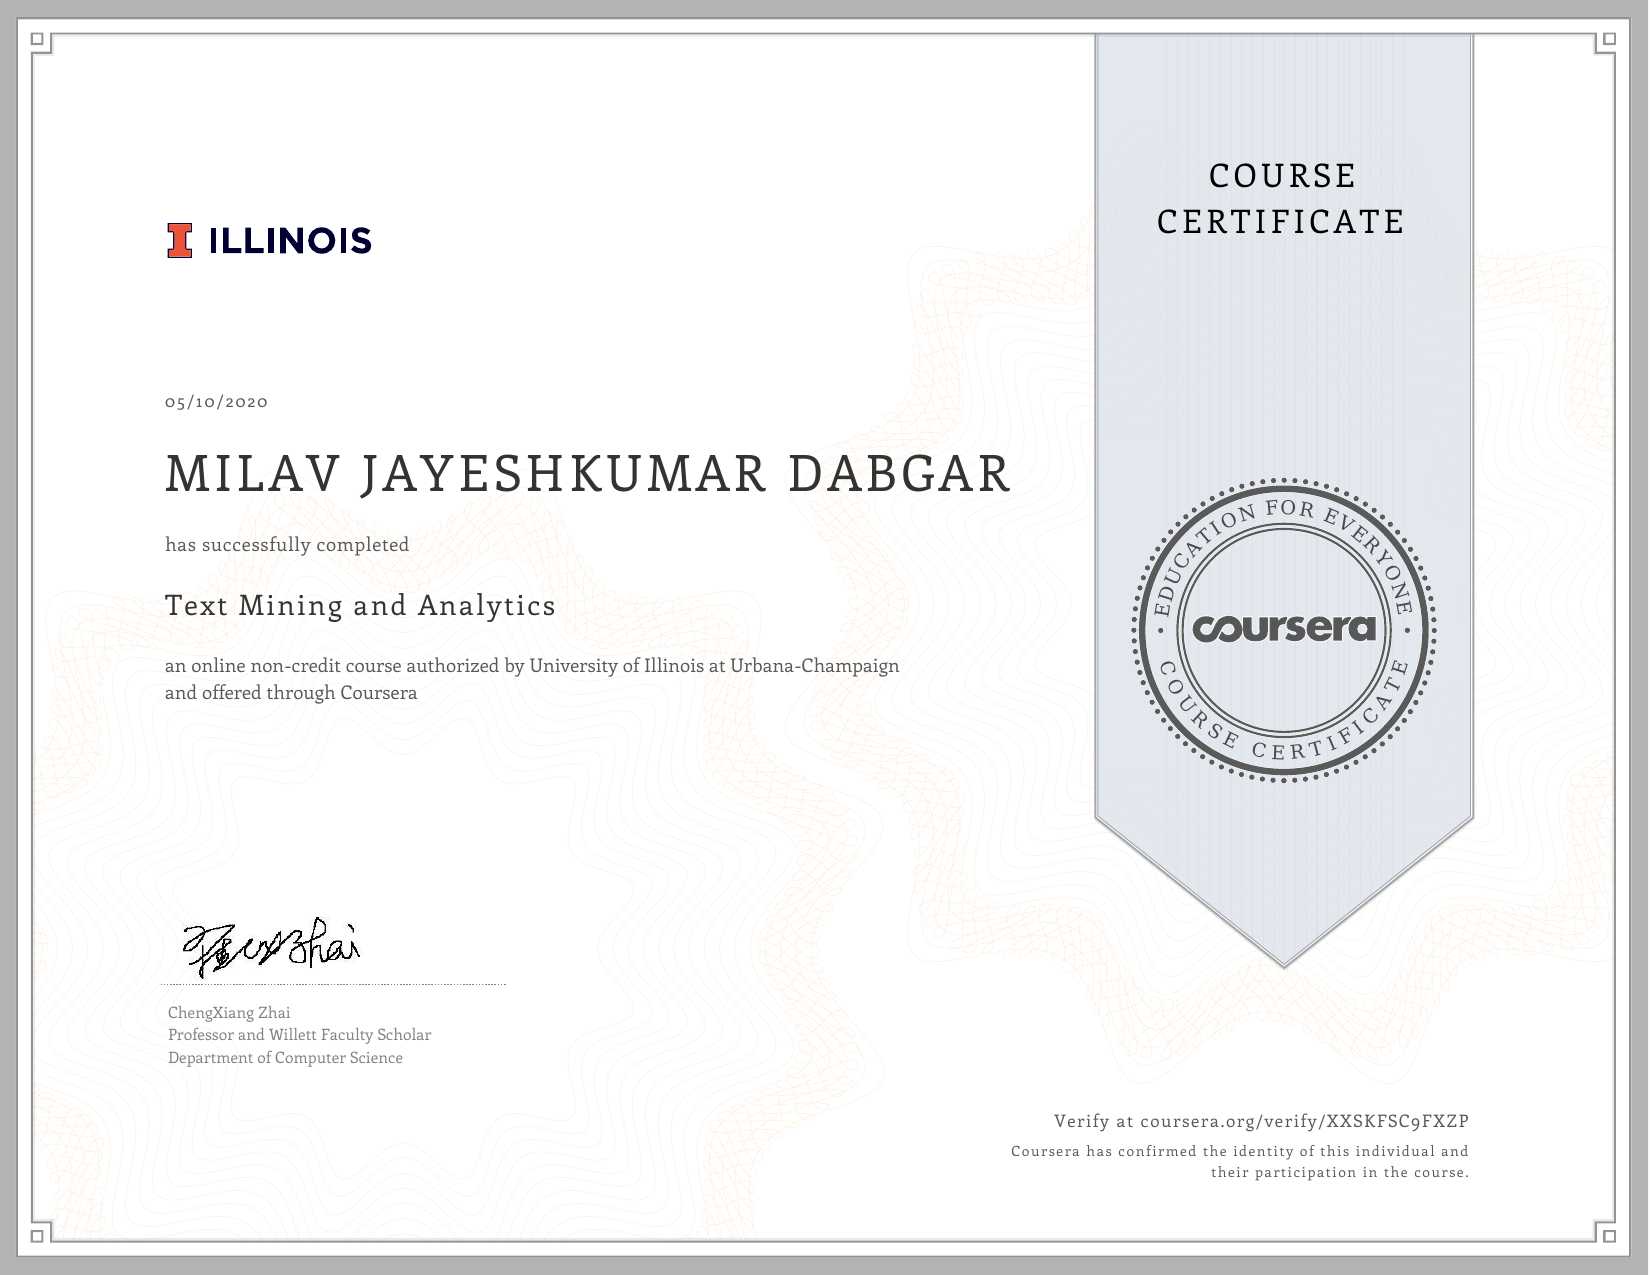 COURSE
CERTIFICATE
ILLINOIS
05/10/2020
MILAV JAYESHKUMAR DABGAR
has successfully completed
Text Mining and Analytics
an online non-credit course authorized by University of Illinois at Urbana-Champaign
and offered through Coursera
EDUCATION FOR EVERYONE
coursera
COURSE CERTIFICATE
ChengXiang Zhai
Professor and Willett Faculty Scholar
Department of Computer Science
Verify at coursera.org/verify/XXSKFSC9FXZP
Coursera has confirmed the identity of this individual and
their participation in the course.